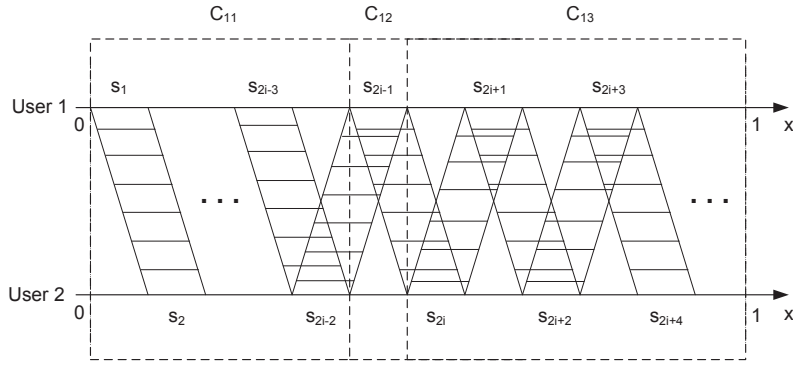 C11 C12 C13
s1 s2i-3 s2i-1 s2i+1 s2i+3
User 1
0 1 x
. . . . . .
User 2
0 1 x
s2 s2i-2 s2i s2i+2 s2i+4